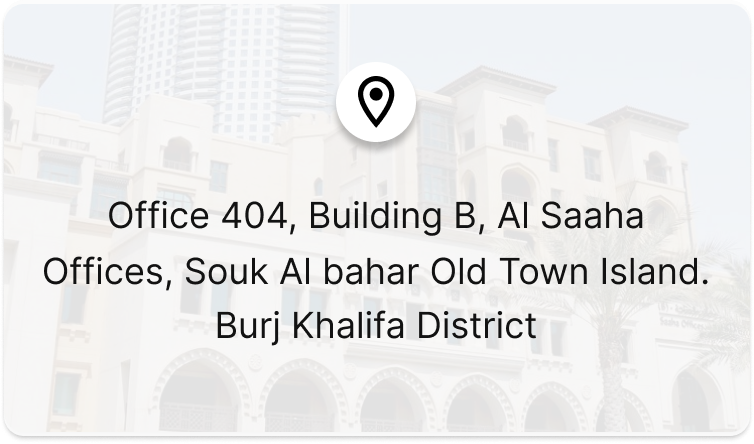 Office 404, Building B, Al Saaha
Offices, Souk Al bahar Old Town Island.
Burj Khalifa District